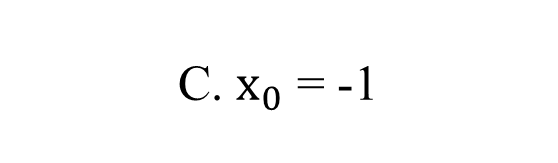 C. x₀ = -1